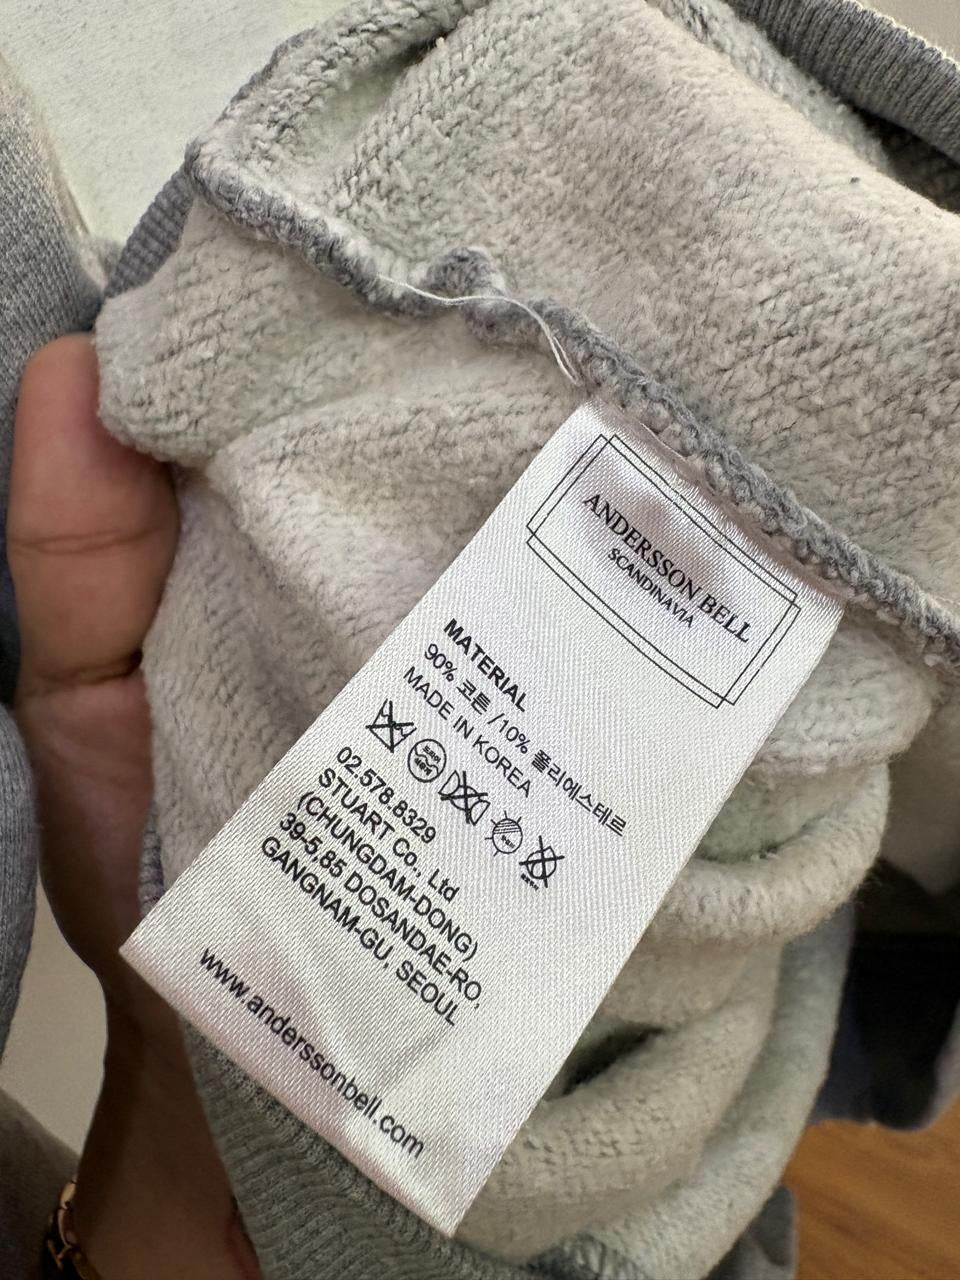 ANDERSSON BELL
SCANDINAVIA
MATERIAL
90% 코튼 /10% 폴리에스테르
MADE IN KOREA
02.578.8329
STUART Co., Ltd
(CHUNGDAM-DONG)
39-5,85 DOSANDAE-RO,
GANGNAM-GU, SEOUL
www.anderssonbell.com